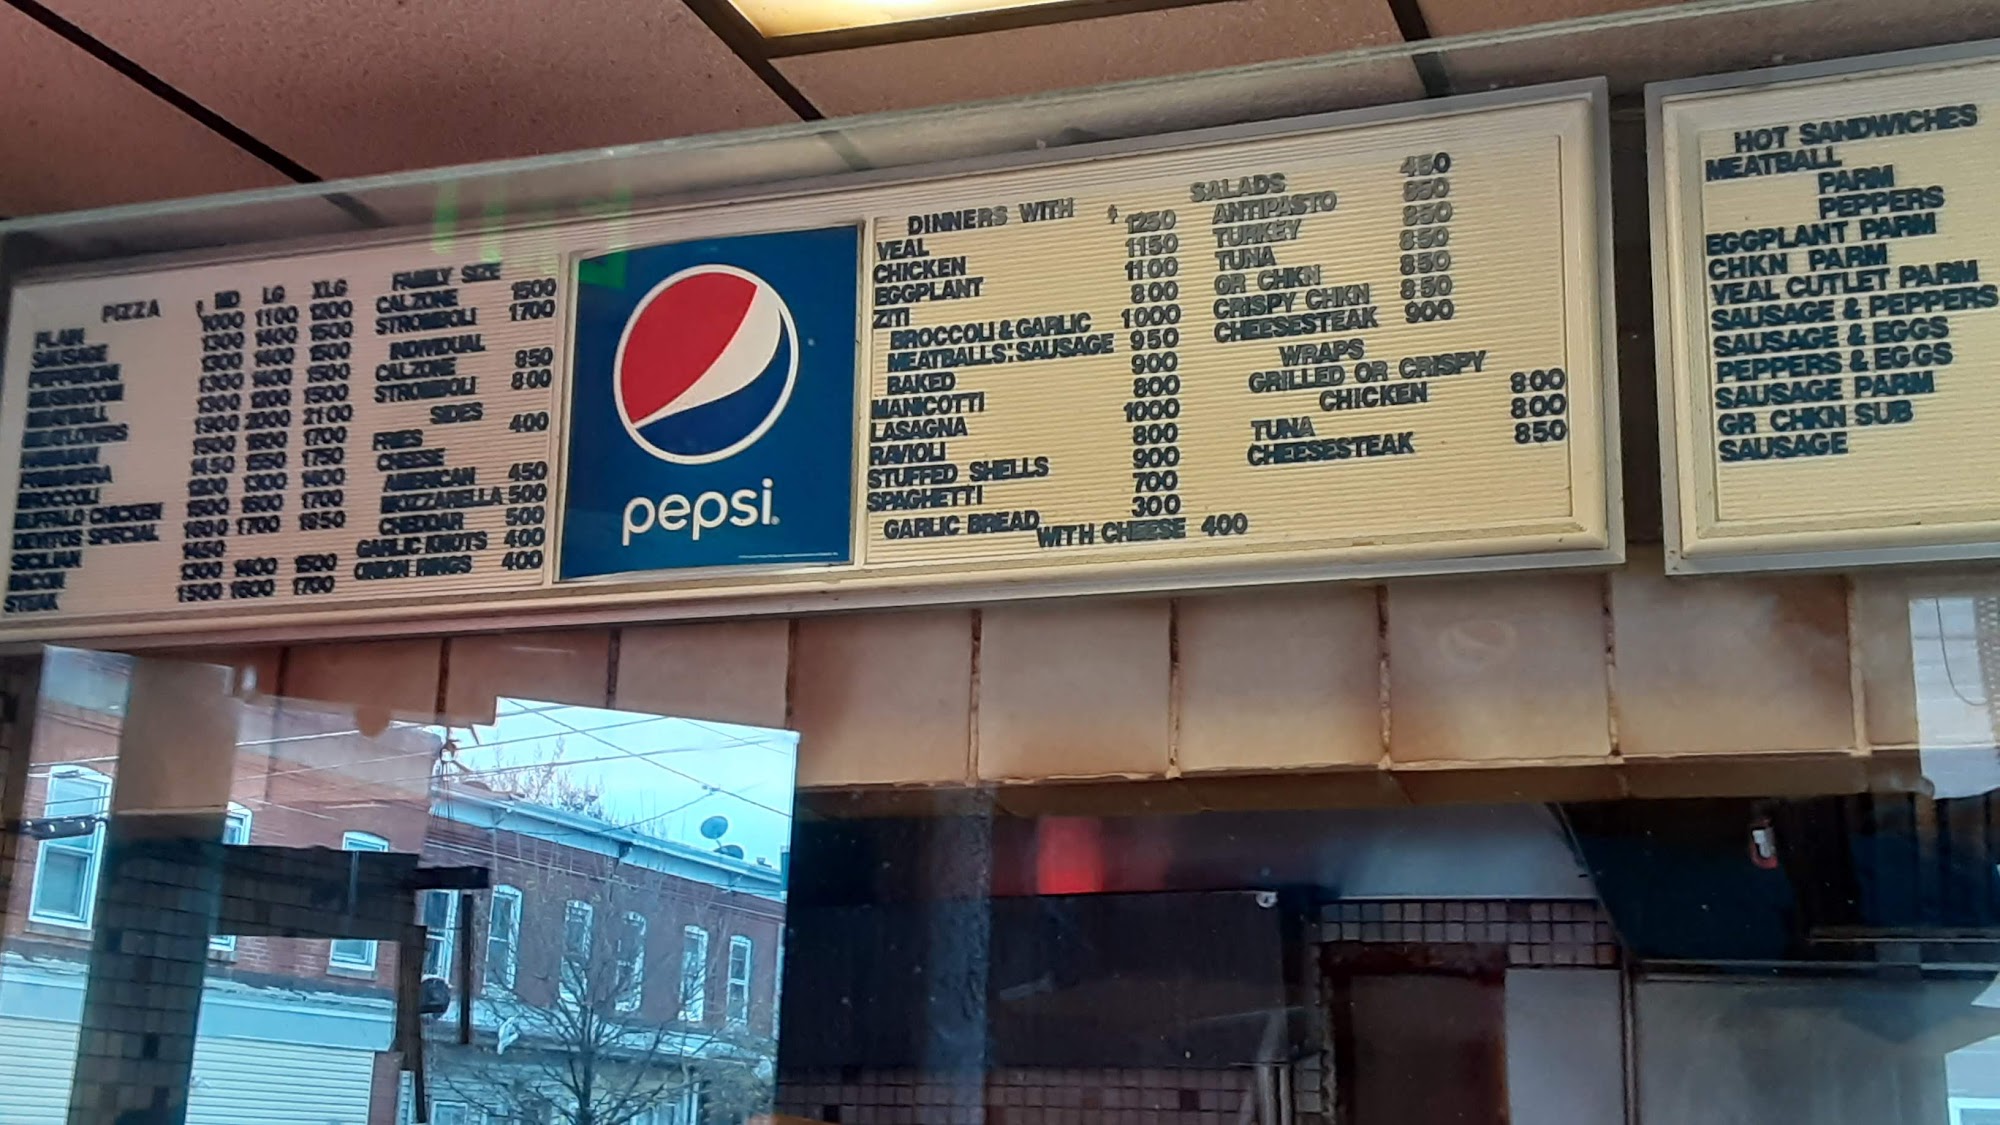 PIZZA $ MD LG XLG
PLAIN 1000 1100 1200
SAUSAGE 1300 1400 1500
PEPPERONI 1300 1400 1500
MUSHROOM 1300 1400 1500
MEATBALL 1300 1200 1500
MEATLOVERS 1900 2000 2100
1500 1600 1700
PRIMAVERA 1450 1550 1750
BROCCOLI 1300 1400
BUFFALO CHICKEN 1500 1600 1700
DEVITOS SPECIAL 1600 1700 1850
SICILIAN 1450
BACON 1300 1400 1500
STEAK 1500 1600 1700
FAMILY SIZE
CALZONE 1500
STROMBOLI 1700
INDIVIDUAL
CALZONE 850
STROMBOLI 800
SIDES
FRIES 400
CHEESE
AMERICAN 450
MOZZARELLA 500
CHEDDAR 500
GARLIC KNOTS 400
ONION RINGS 400
pepsi
DINNERS WITH $
VEAL 1250
CHICKEN 1150
EGGPLANT 1100
ZITI 800
BROCCOLI & GARLIC 1000
MEATBALLS: SAUSAGE 950
BAKED 900
MANICOTTI 800
LASAGNA 1000
RAVIOLI 800
STUFFED SHELLS 900
SPAGHETTI 700
GARLIC BREAD 300
WITH CHEESE 400
SALADS 450
ANTIPASTO 850
TURKEY 850
TUNA 850
GR CHKN 850
CRISPY CHKN 850
CHEESESTEAK 900
WRAPS
GRILLED OR CRISPY
CHICKEN 800
TUNA 800
CHEESESTEAK 850
HOT SANDWICHES
MEATBALL
PARM
PEPPERS
EGGPLANT PARM
CHKN PARM
VEAL CUTLET PARM
SAUSAGE & PEPPERS
SAUSAGE & EGGS
PEPPERS & EGGS
SAUSAGE PARM
GR CHKN SUB
SAUSAGE